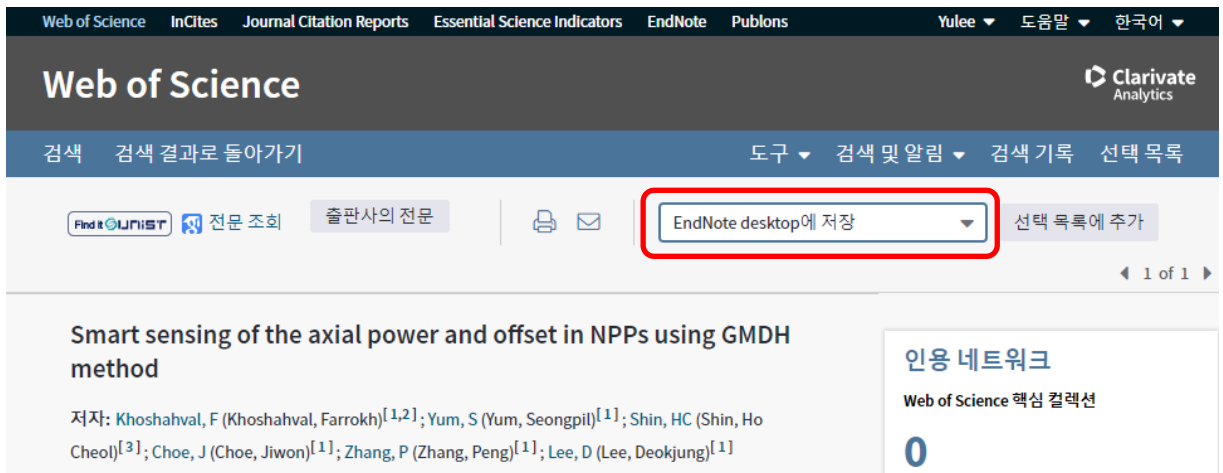 Web of Science InCites Journal Citation Reports Essential Science Indicators EndNote Publons Yulee 도움말 한국어
Web of Science
Clarivate
Analytics
검색 검색 결과로 돌아가기 도구 검색 및 알림 검색 기록 선택 목록
Find it @UNIST 전문 조회 출판사의 전문 EndNote desktop에 저장 선택 목록에 추가
1 of 1
Smart sensing of the axial power and offset in NPPs using GMDH
method
저자: Khoshahval, F (Khoshahval, Farrokh)[1,2]; Yum, S (Yum, Seongpil)[1]; Shin, HC (Shin, Ho
Cheol)[3]; Choe, J (Choe, Jiwon)[1]; Zhang, P (Zhang, Peng)[1]; Lee, D (Lee, Deokjung)[1]
인용 네트워크
Web of Science 핵심 컬렉션
0